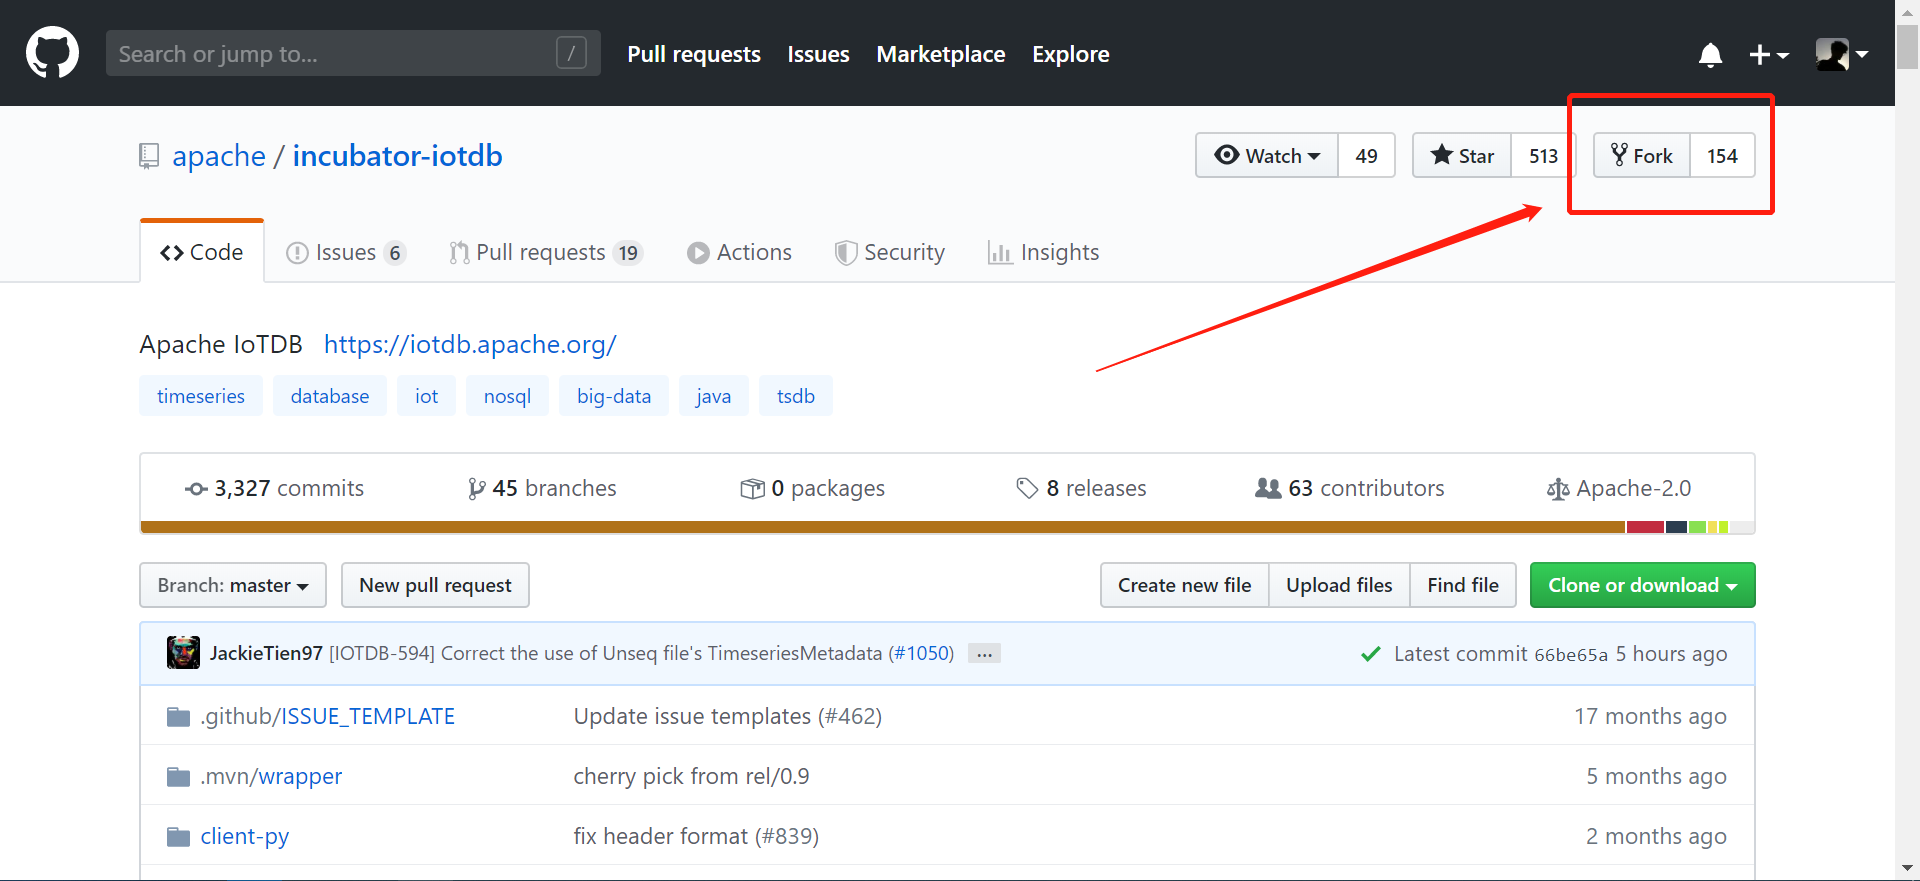 Search or jump to... / Pull requests Issues Marketplace Explore
apache / incubator-iotdb Watch 49 Star 513 Fork 154
Code Issues 6 Pull requests 19 Actions Security Insights
Apache IoTDB https://iotdb.apache.org/
timeseries database iot nosql big-data java tsdb
3,327 commits 45 branches 0 packages 8 releases 63 contributors Apache-2.0
Branch: master New pull request Create new file Upload files Find file Clone or download
JackieTien97 [IOTDB-594] Correct the use of Unseq file's TimeseriesMetadata (#1050) ... Latest commit 66be65a 5 hours ago
.github/ISSUE_TEMPLATE Update issue templates (#462) 17 months ago
.mvn/wrapper cherry pick from rel/0.9 5 months ago
client-py fix header format (#839) 2 months ago